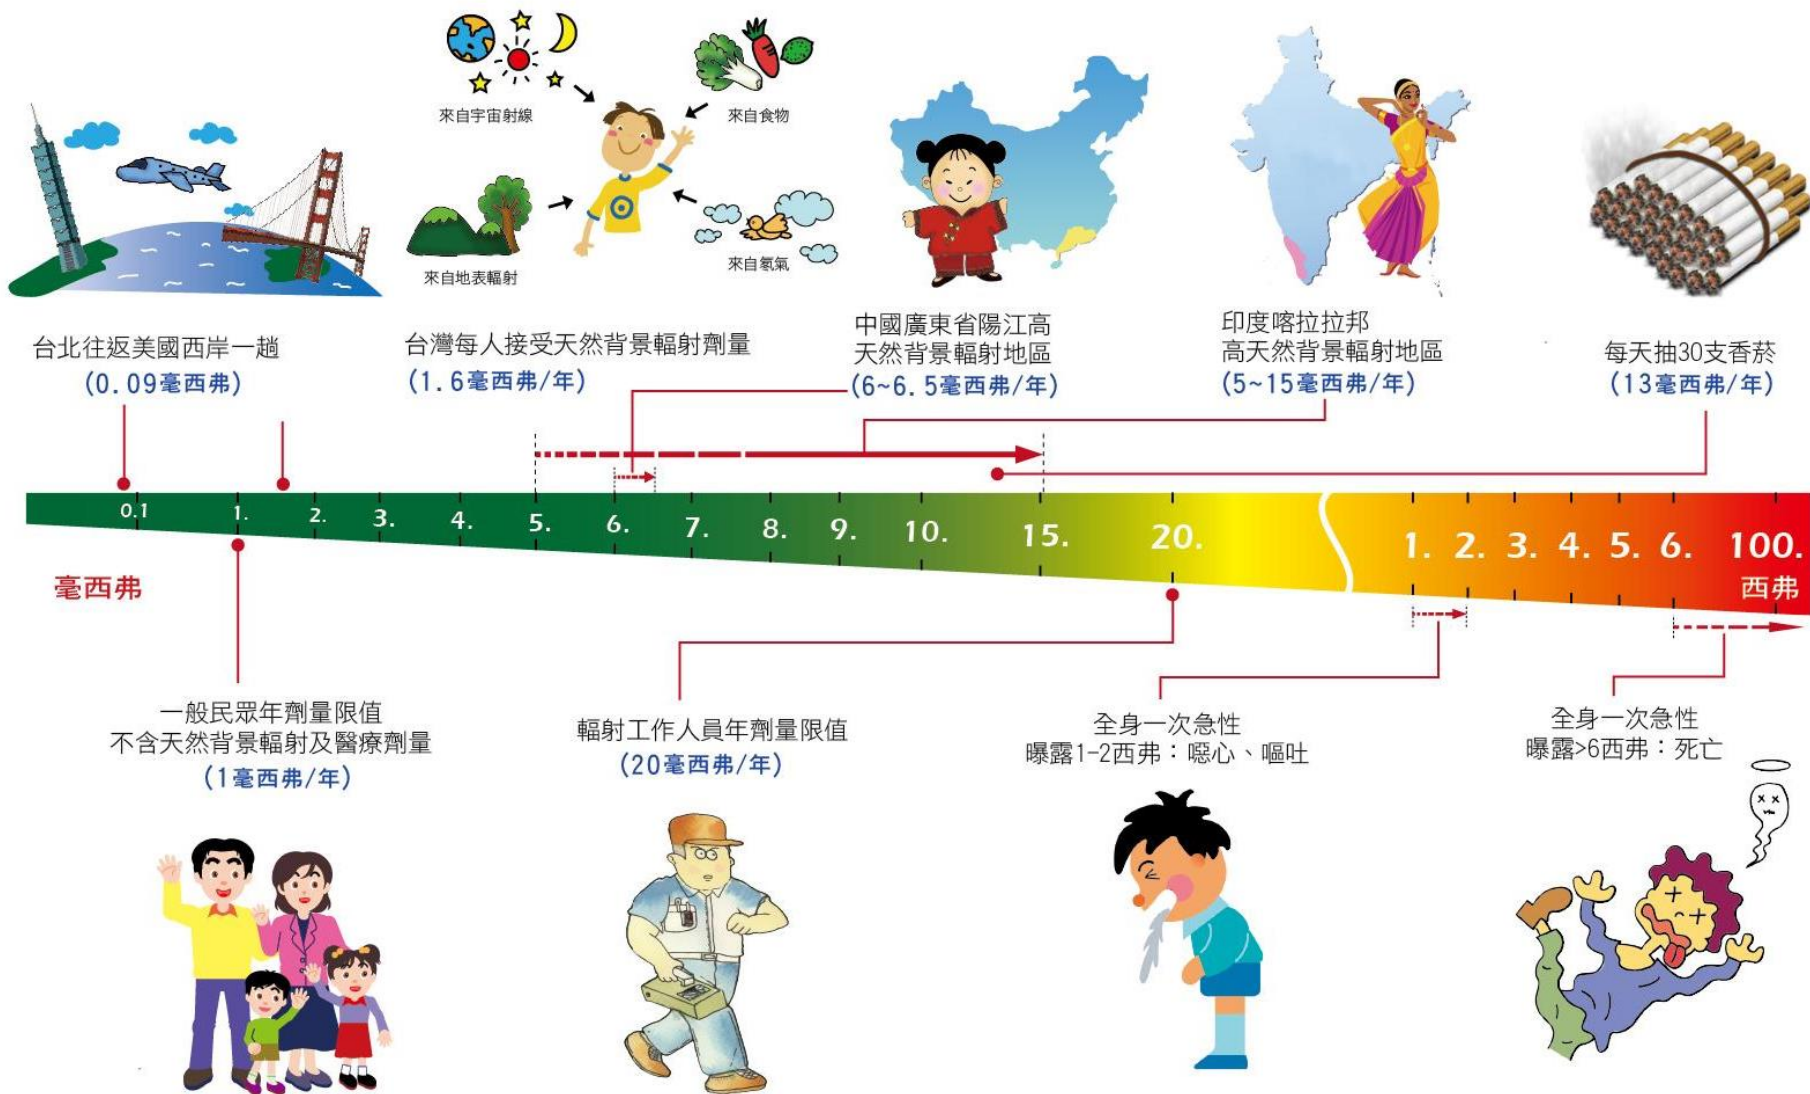 來自宇宙射線
來自食物
來自地表輻射
來自氡氣
台北往返美國西岸一趟
(0.09毫西弗)
台灣每人接受天然背景輻射劑量
(1.6毫西弗/年)
中國廣東省陽江高
天然背景輻射地區
(6~6.5毫西弗/年)
印度喀拉拉邦
高天然背景輻射地區
(5~15毫西弗/年)
每天抽30支香菸
(13毫西弗/年)
0.1 1. 2. 3. 4. 5. 6. 7. 8. 9. 10. 15. 20. 1. 2. 3. 4. 5. 6. 100.
毫西弗
西弗
一般民眾年劑量限值
不含天然背景輻射及醫療劑量
(1毫西弗/年)
輻射工作人員年劑量限值
(20毫西弗/年)
全身一次急性
曝露1-2西弗：噁心、嘔吐
全身一次急性
曝露>6西弗：死亡